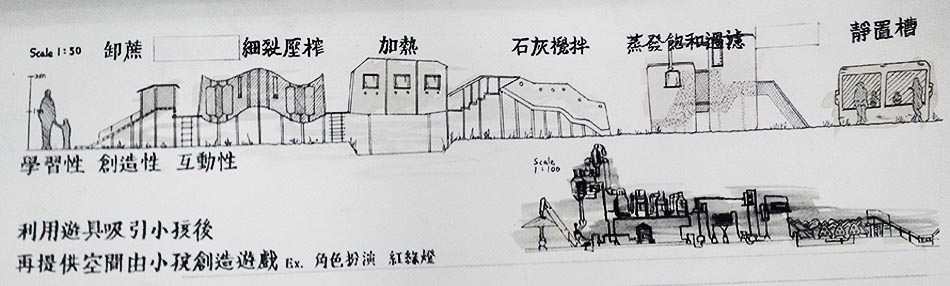 Scale 1:50 卸蔗 細裂壓榨 加熱 石灰攪拌 蒸發飽和過濾 靜置槽
學習性 創造性 互動性
Scale
1:100
利用遊具吸引小孩後
再提供空間由小孩創造遊戲 Ex. 角色扮演 紅綠燈